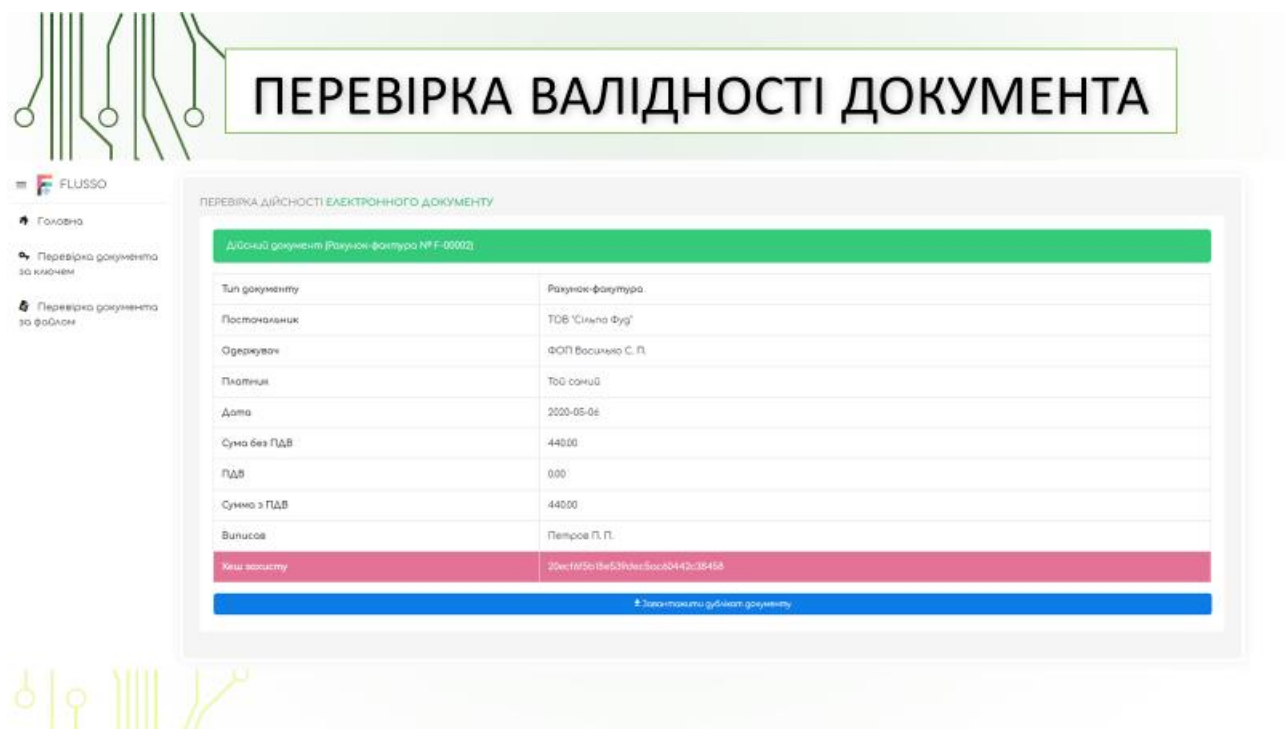 ПЕРЕВІРКА ВАЛІДНОСТІ ДОКУМЕНТА
FLUSSO
Головна
Перевірка документа
за ключем
Перевірка документа
за файлом
ПЕРЕВІРКА ДІЙСНОСТІ ЕЛЕКТРОННОГО ДОКУМЕНТУ
Дійсний документ (Рахунок-фактура № F-00002)
Тип документу Рахунок-факутура
Постачальник ТОВ "Сільпо Фуд"
Одержувач ФОП Василько С. П.
Платник Той самий
Дата 2020-05-06
Сума без ПДВ 440.00
ПДВ 0.00
Сумма з ПДВ 440.00
Виписав Петров П. П.
Хеш захисту
Завантажити дублікат документу